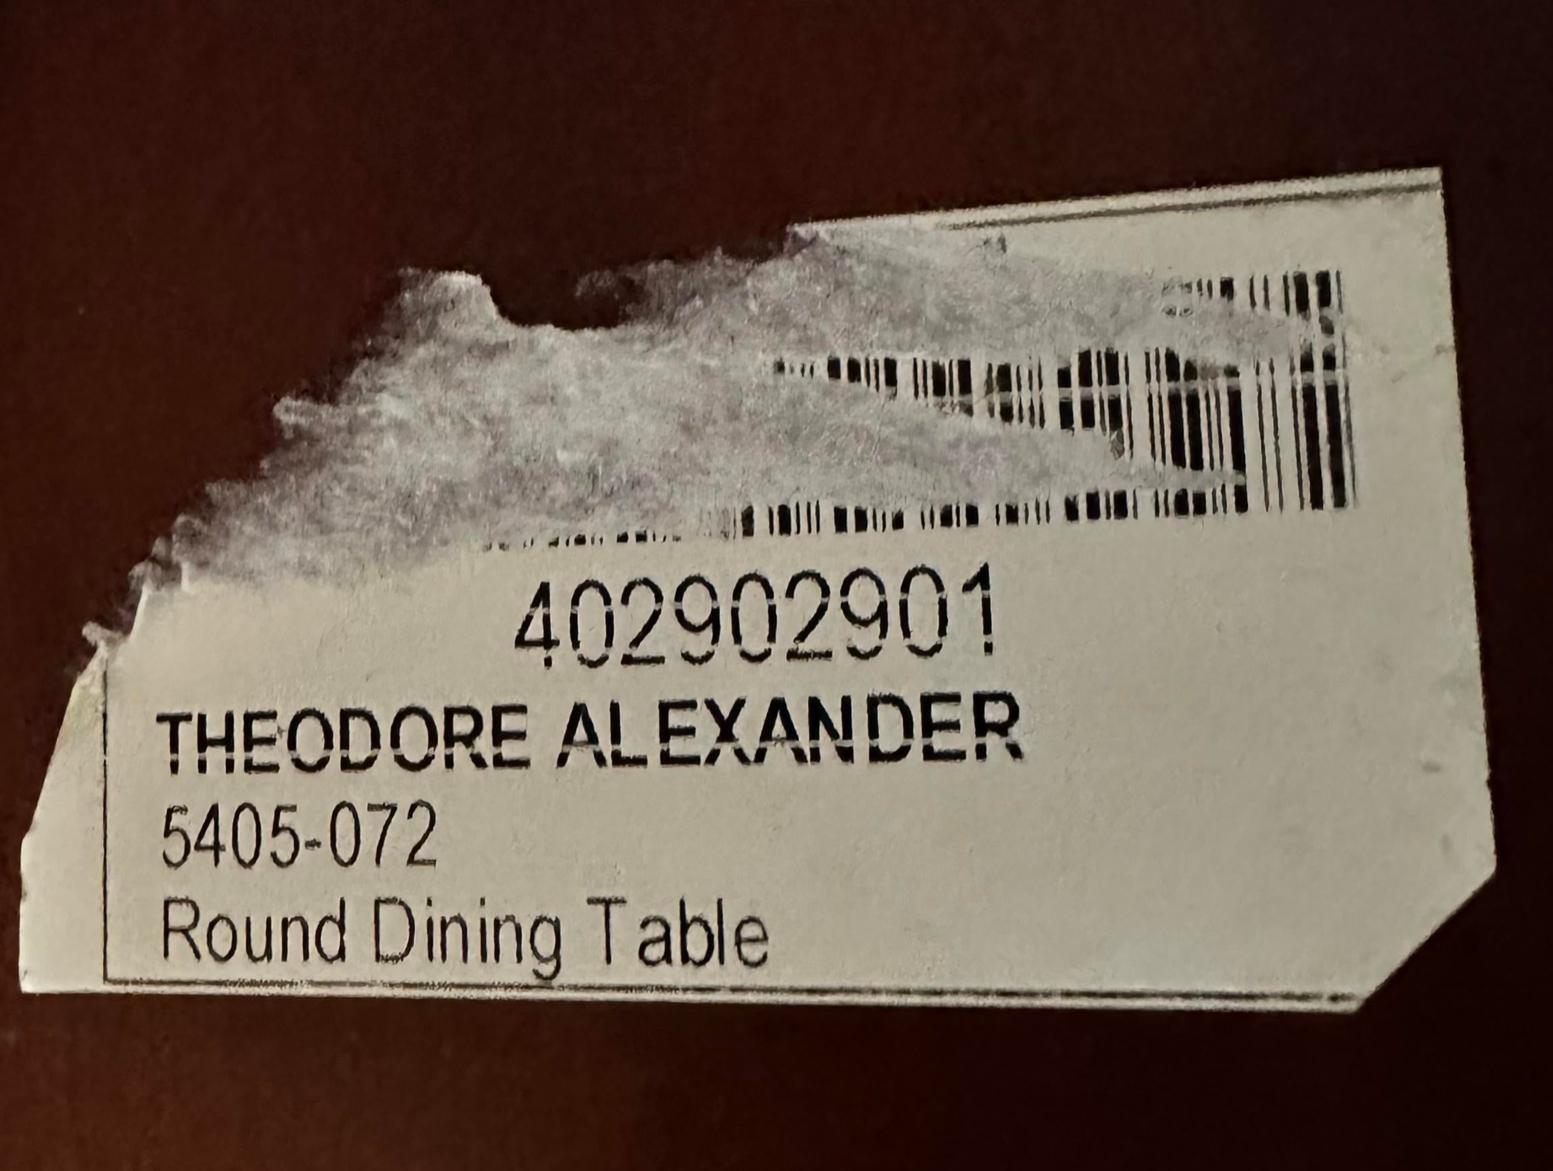 402902901
THEODORE ALEXANDER
5405-072
Round Dining Table